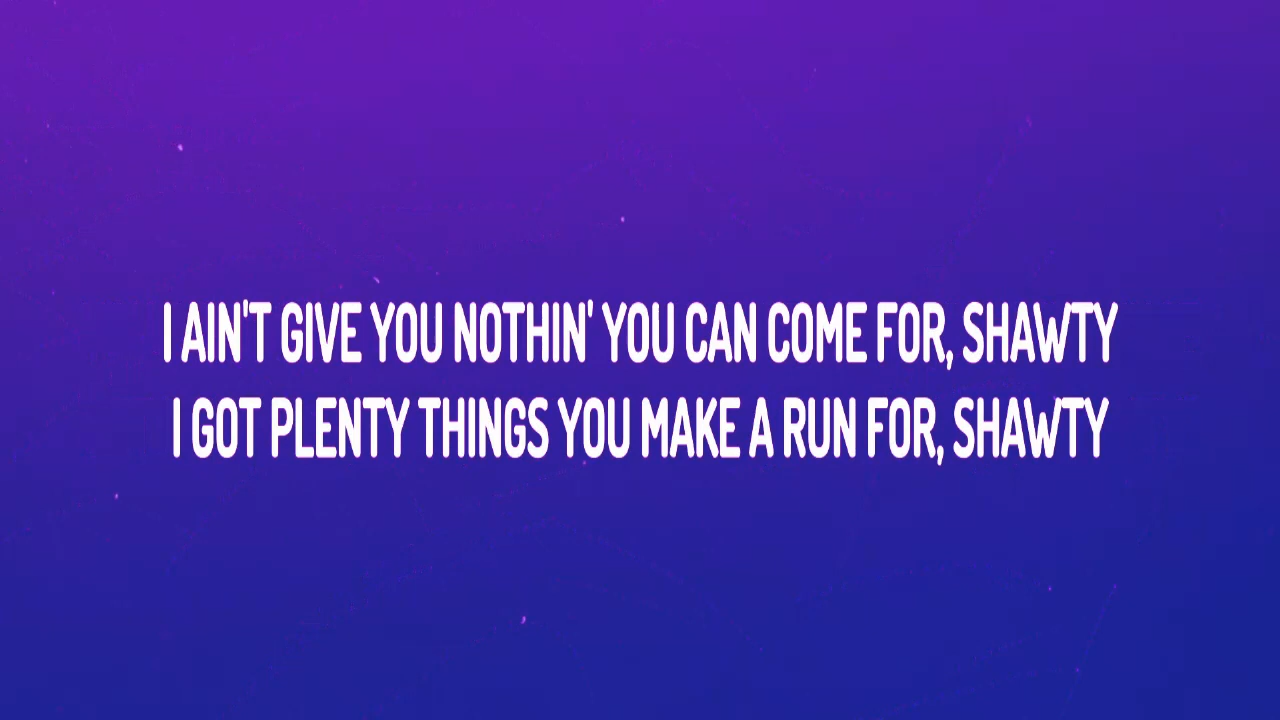 I AIN'T GIVE YOU NOTHIN' YOU CAN COME FOR, SHAWTY
I GOT PLENTY THINGS YOU MAKE A RUN FOR, SHAWTY